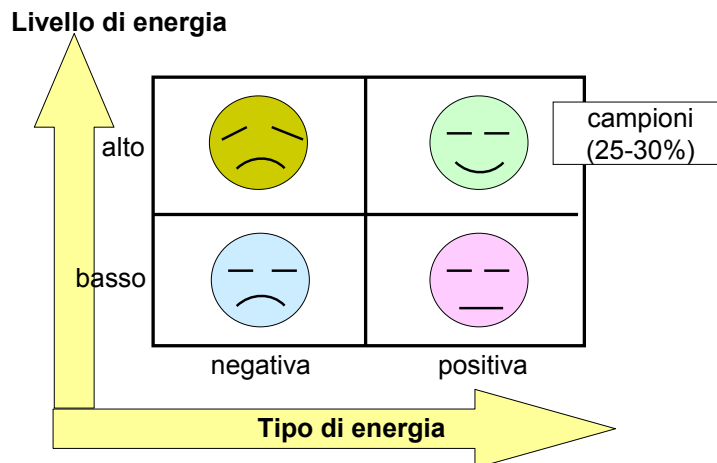 Livello di energia
alto
campioni
(25-30%)
basso
negativa
positiva
Tipo di energia